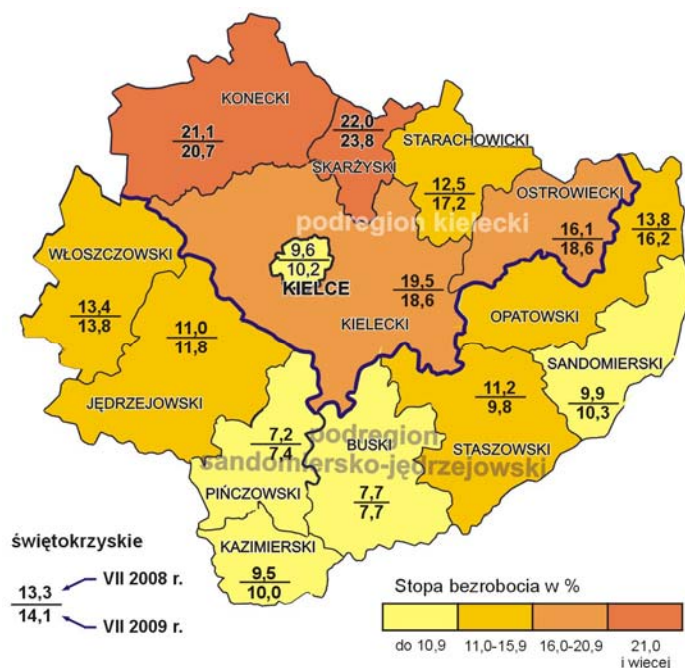 KONECKI
21,1
20,7
22,0
23,8
SKARŻYSKI
STARACHOWICKI
12,5
17,2
OSTROWIECKI
16,1
18,6
13,8
16,2
podregion kielecki
WŁOSZCZOWSKI
13,4
13,8
9,6
10,2
KIELCE
19,5
18,6
KIELECKI
OPATOWSKI
SANDOMIERSKI
9,9
10,3
11,0
11,8
JĘDRZEJOWSKI
11,2
9,8
STASZOWSKI
7,2
7,4
PIŃCZOWSKI
podregion
sandomiersko-jędrzejowski
BUSKI
7,7
7,7
KAZIMIERSKI
9,5
10,0
świętokrzyskie
13,3
14,1
VII 2008 r.
VII 2009 r.
Stopa bezrobocia w %
do 10,9
11,0-15,9
16,0-20,9
21,0
i więcej